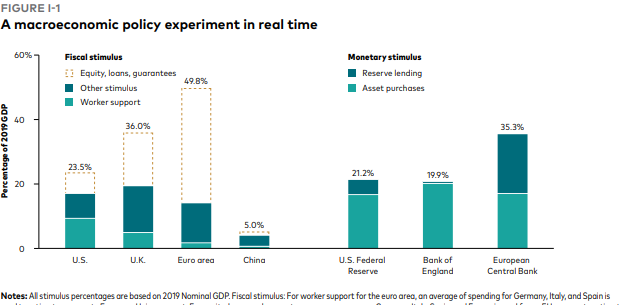 FIGURE I-1
A macroeconomic policy experiment in real time
Percentage of 2019 GDP
60%
40
20
0
Fiscal stimulus
Equity, loans, guarantees
Other stimulus
Worker support
Monetary stimulus
Reserve lending
Asset purchases
23.5%
36.0%
49.8%
5.0%
21.2%
19.9%
35.3%
U.S.
U.K.
Euro area
China
U.S. Federal
Reserve
Bank of
England
European
Central Bank
Notes: All stimulus percentages are based on 2019 Nominal GDP. Fiscal stimulus: For worker support for the euro area, an average of spending for Germany, Italy, and Spain is